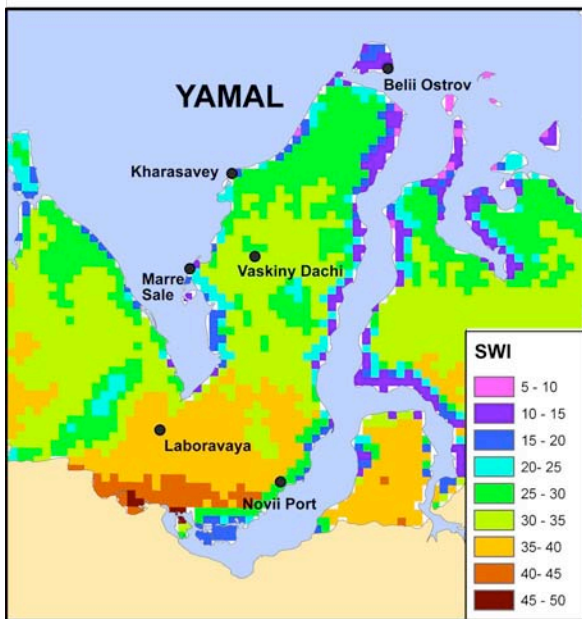 Belii Ostrov
YAMAL
Kharasavey
Vaskiny Dachi
Marre
Sale
Laboravaya
Novii Port
SWI
5 - 10
10 - 15
15 - 20
20- 25
25 - 30
30 - 35
35- 40
40- 45
45 - 50